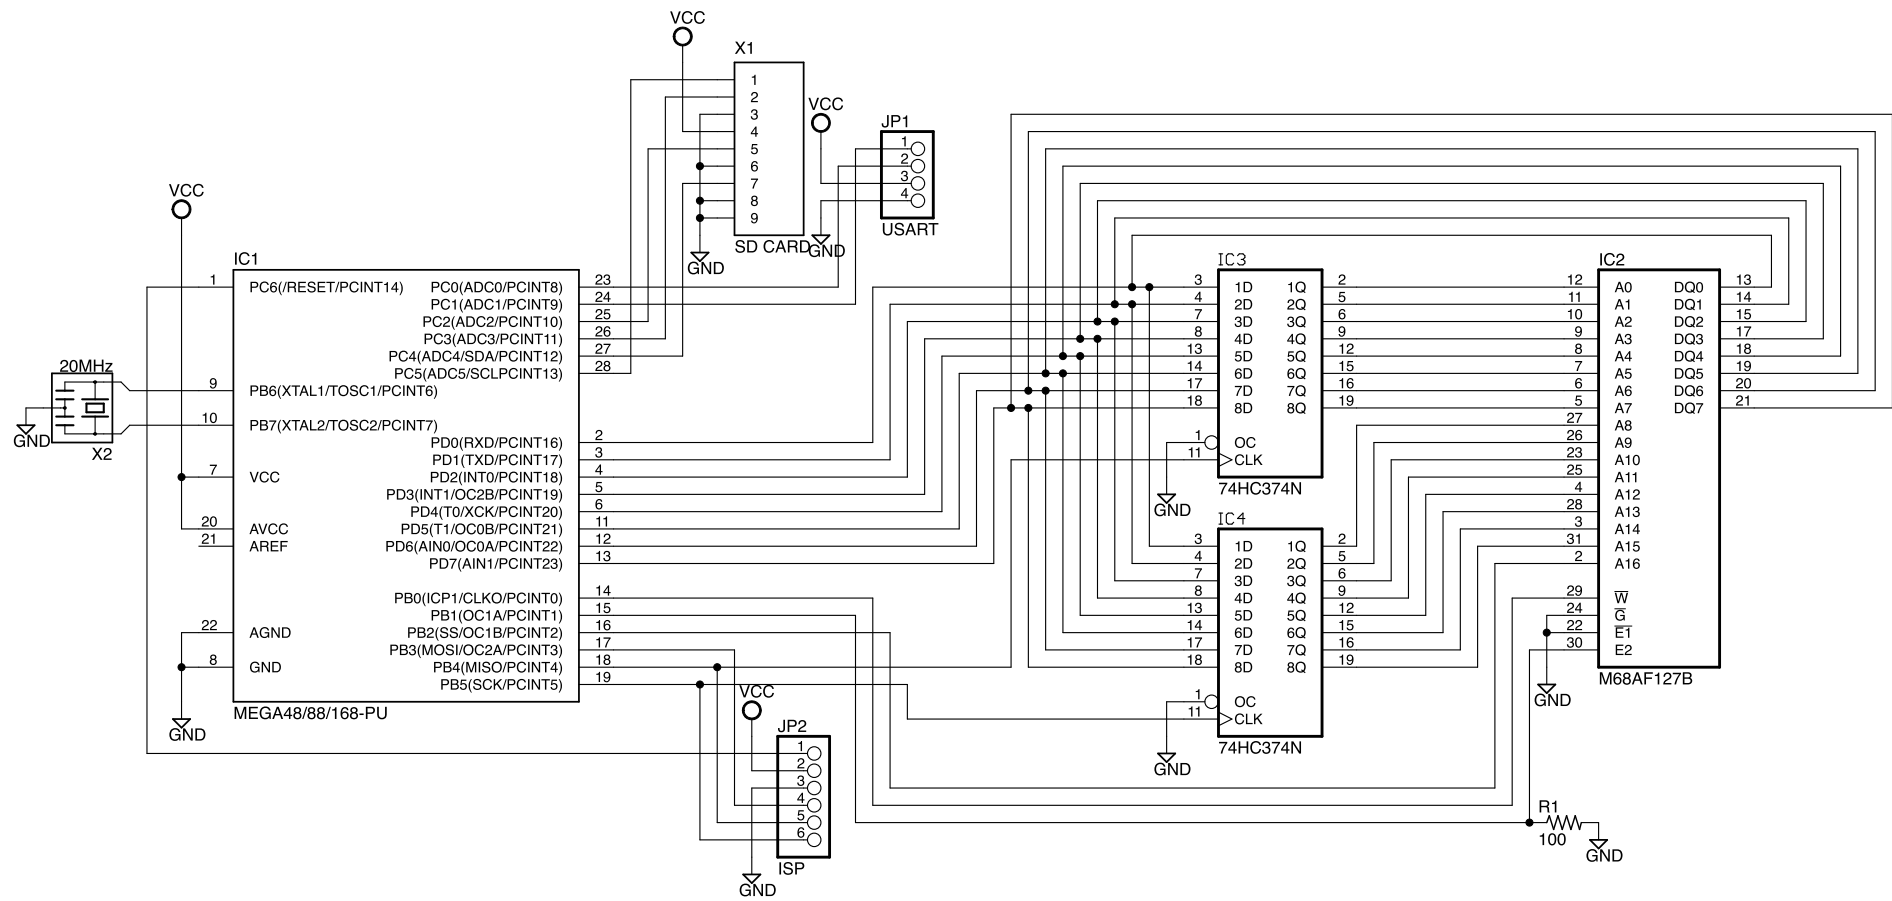 VCC
X1
1
2
3
4
5
6
7
8
9
SD CARD
GND
VCC
GND
JP1
1
2
3
4
USART
VCC
IC1
1 PC6(/RESET/PCINT14) PC0(ADC0/PCINT8) 23
PC1(ADC1/PCINT9) 24
PC2(ADC2/PCINT10) 25
PC3(ADC3/PCINT11) 26
PC4(ADC4/SDA/PCINT12) 27
PC5(ADC5/SCLPCINT13) 28
20MHz
GND
X2
9 PB6(XTAL1/TOSC1/PCINT6)
10 PB7(XTAL2/TOSC2/PCINT7)
PD0(RXD/PCINT16) 2
PD1(TXD/PCINT17) 3
7 VCC PD2(INT0/PCINT18) 4
PD3(INT1/OC2B/PCINT19) 5
PD4(T0/XCK/PCINT20) 6
20 AVCC PD5(T1/OC0B/PCINT21) 11
21 AREF PD6(AIN0/OC0A/PCINT22) 12
PD7(AIN1/PCINT23) 13
PB0(ICP1/CLKO/PCINT0) 14
PB1(OC1A/PCINT1) 15
22 AGND PB2(SS/OC1B/PCINT2) 16
PB3(MOSI/OC2A/PCINT3) 17
8 GND PB4(MISO/PCINT4) 18
PB5(SCK/PCINT5) 19
MEGA48/88/168-PU
GND
VCC
JP2
1
2
3
4
5
6
ISP
GND
IC3
3 1D 1Q 2
4 2D 2Q 5
7 3D 3Q 6
8 4D 4Q 9
13 5D 5Q 12
14 6D 6Q 15
17 7D 7Q 16
18 8D 8Q 19
1 OC
11 CLK
74HC374N
GND
IC4
3 1D 1Q 2
4 2D 2Q 5
7 3D 3Q 6
8 4D 4Q 9
13 5D 5Q 12
14 6D 6Q 15
17 7D 7Q 16
18 8D 8Q 19
1 OC
11 CLK
74HC374N
GND
IC2
12 A0 DQ0 13
11 A1 DQ1 14
10 A2 DQ2 15
9 A3 DQ3 17
8 A4 DQ4 18
7 A5 DQ5 19
6 A6 DQ6 20
5 A7 DQ7 21
27 A8
26 A9
23 A10
25 A11
4 A12
28 A13
3 A14
31 A15
2 A16
29 W
24 G
22 E1
30 E2
M68AF127B
GND
R1
100
GND